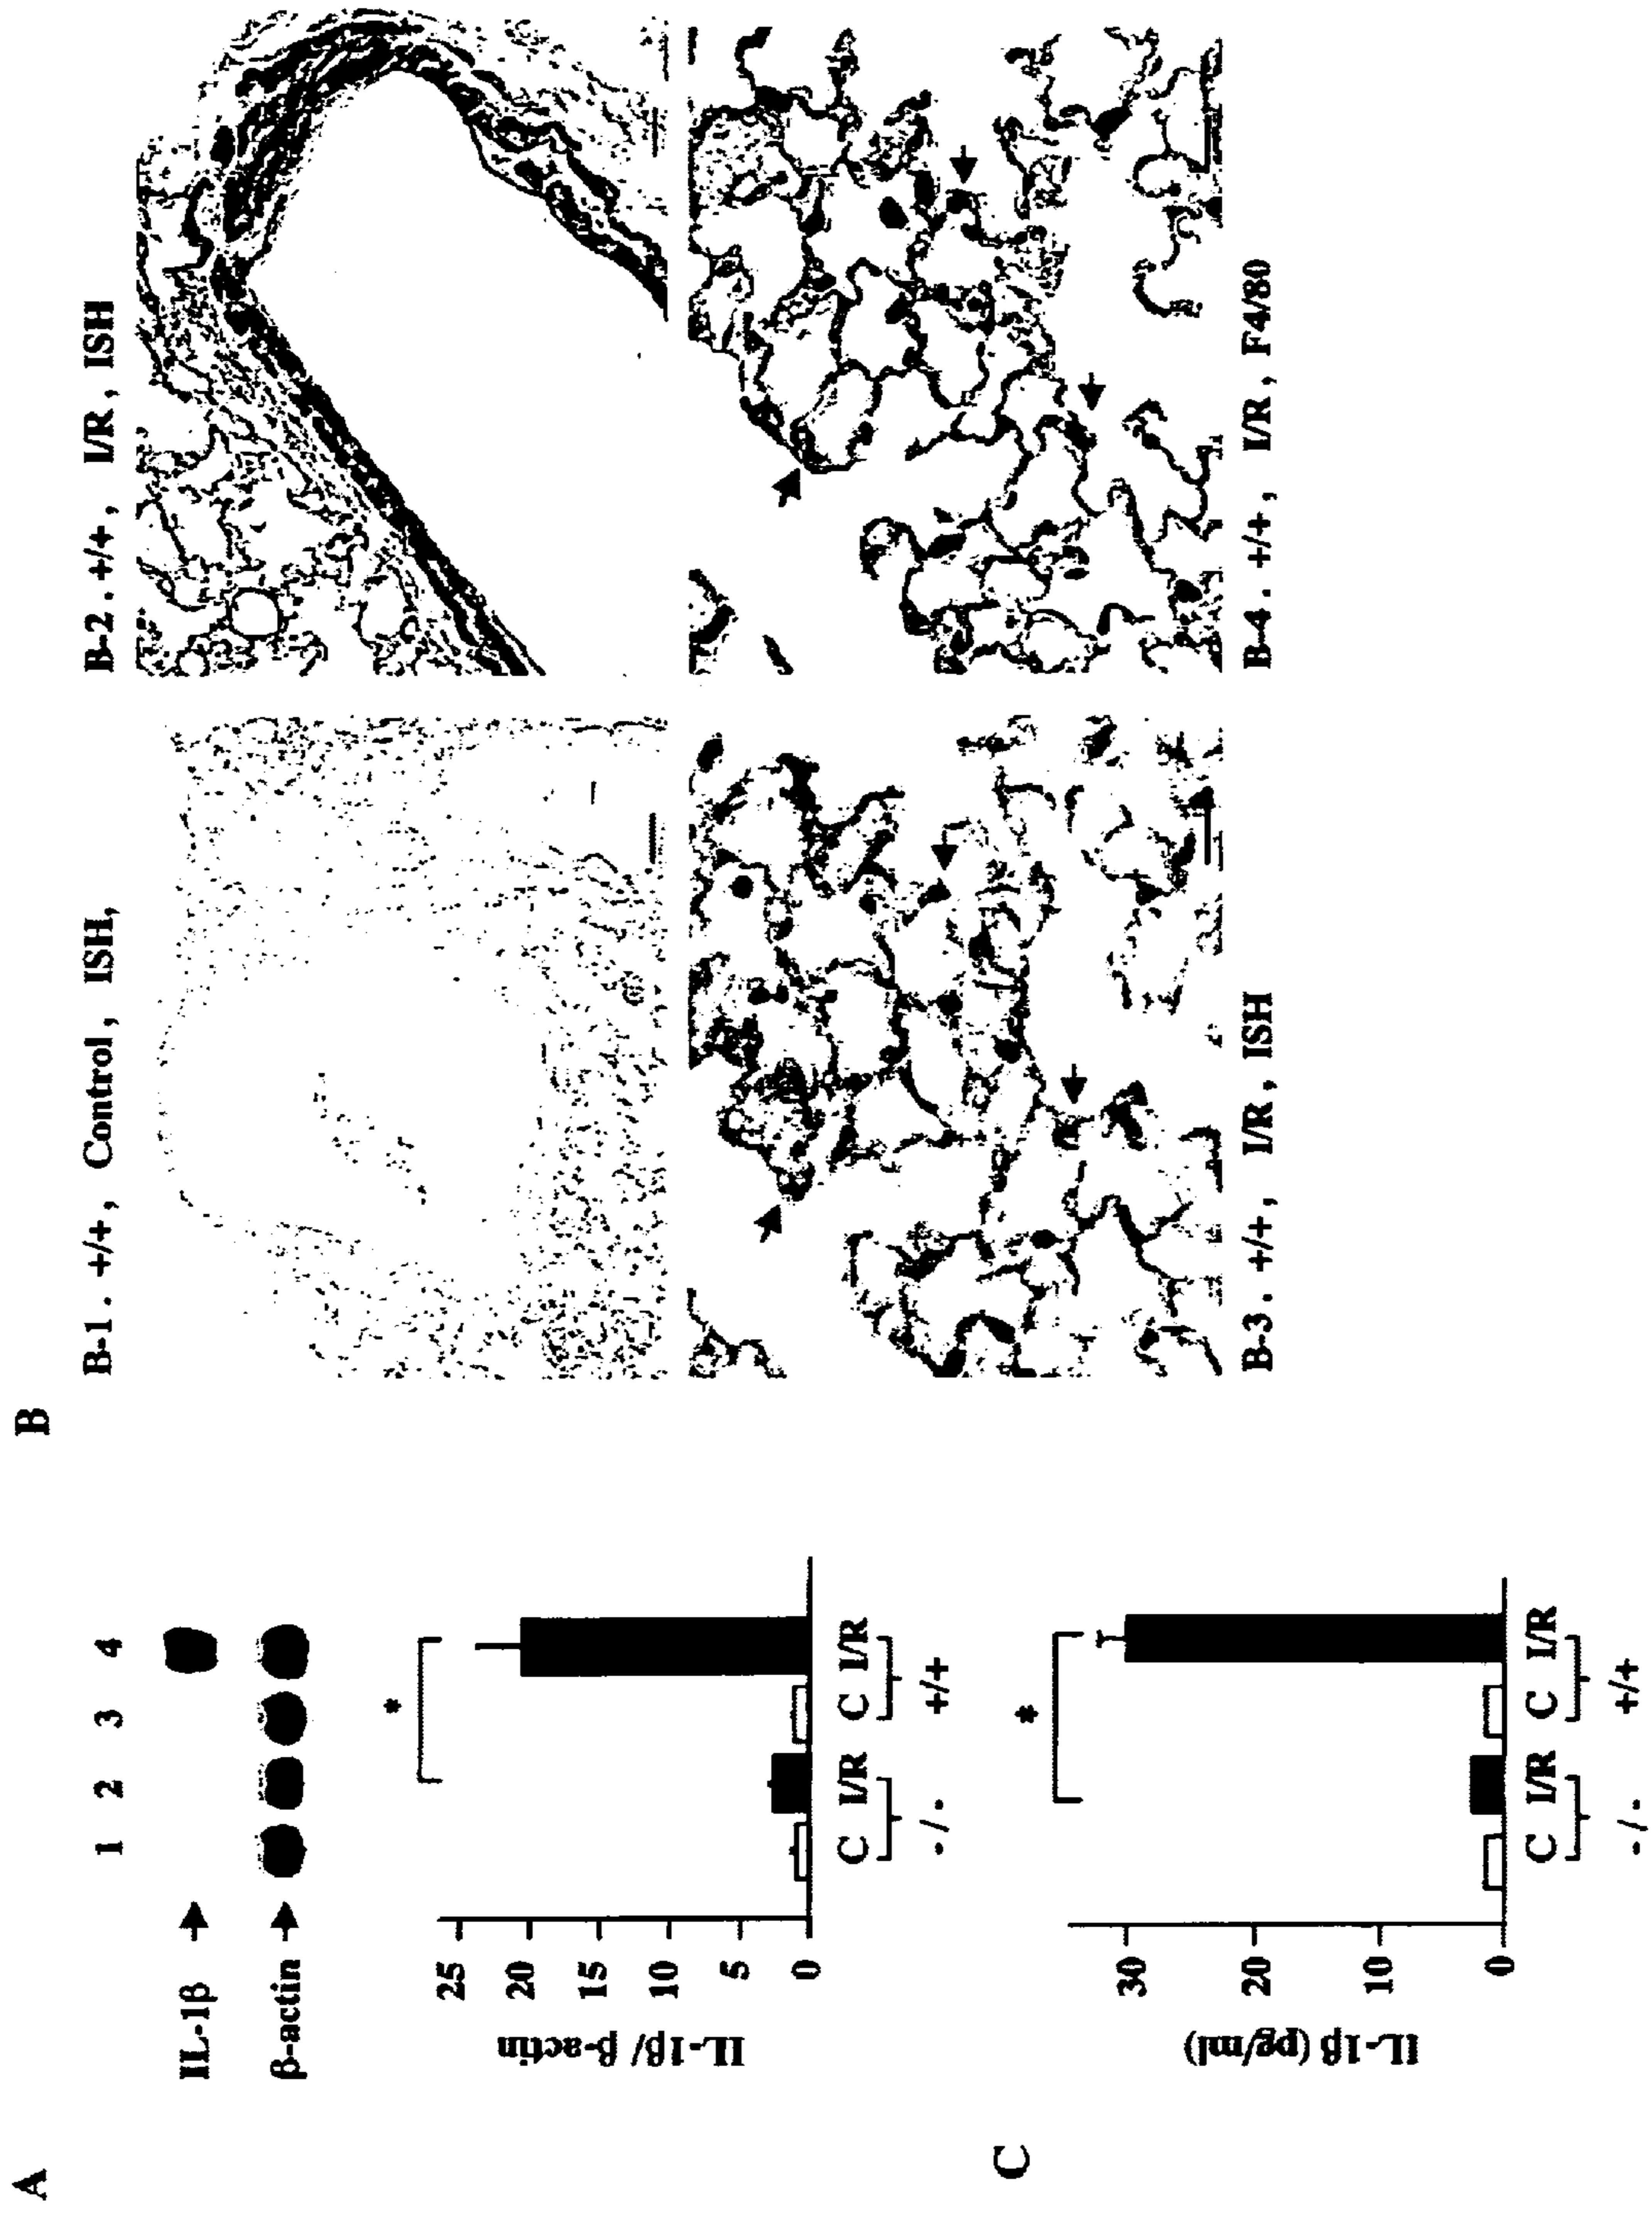 A
1 2 3 4
IL-1β
β-actin
IL-1β/ β-actin
25
20
15
10
5
0
*
C I/R C I/R
-/- +/+
B
B-1. +/+, Control, ISH,
B-2. +/+, I/R, ISH
B-3. +/+, I/R, ISH
B-4. +/+, I/R, F4/80
C
IL-1β (pg/ml)
30
20
10
0
*
C I/R C I/R
-/- +/+